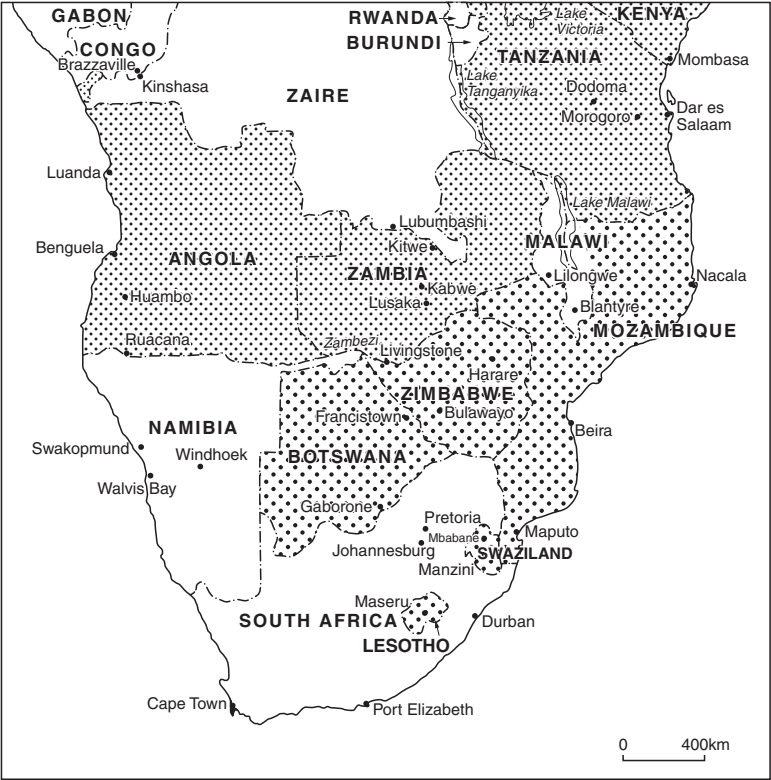 GABON
RWANDA
Lake
Victoria
KENYA
CONGO
BURUNDI
TANZANIA
Brazzaville
Mombasa
Kinshasa
ZAIRE
Lake
Tanganyika
Dodoma
Dar es
Salaam
Morogoro
Luanda
Lake Malawi
Lubumbashi
Benguela
ANGOLA
Kitwe
MALAWI
ZAMBIA
Lilongwe
Nacala
Kabwe
Huambo
Lusaka
Blantyre
MOZAMBIQUE
Ruacana
Zambezi
Livingstone
Harare
ZIMBABWE
NAMIBIA
Francistown
Bulawayo
Beira
Swakopmund
Windhoek
BOTSWANA
Walvis Bay
Gaborone
Pretoria
Mbabane
Maputo
Johannesburg
SWAZILAND
Manzini
Maseru
SOUTH AFRICA
Durban
LESOTHO
Cape Town
Port Elizabeth
0 400km